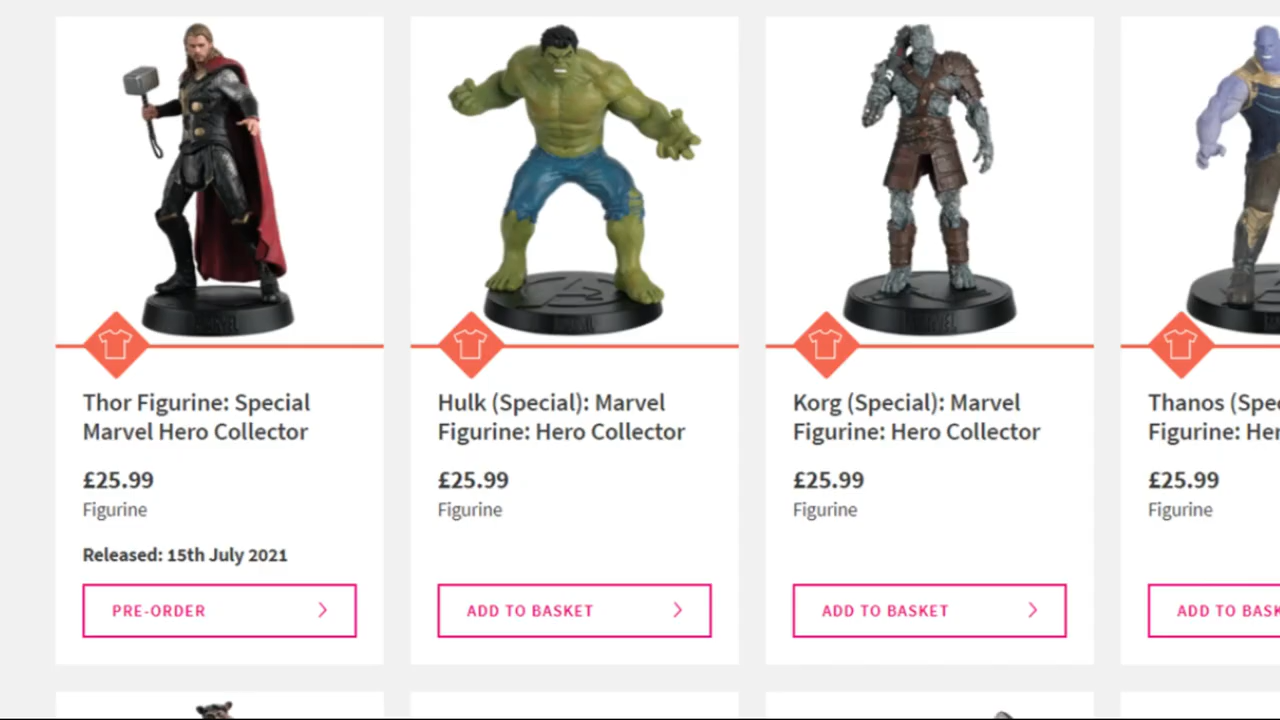 Thor Figurine: Special
Marvel Hero Collector
£25.99
Figurine
Released: 15th July 2021
PRE-ORDER
Hulk (Special): Marvel
Figurine: Hero Collector
£25.99
Figurine
ADD TO BASKET
Korg (Special): Marvel
Figurine: Hero Collector
£25.99
Figurine
ADD TO BASKET
Thanos (Spec
Figurine: Her
£25.99
Figurine
ADD TO BASK